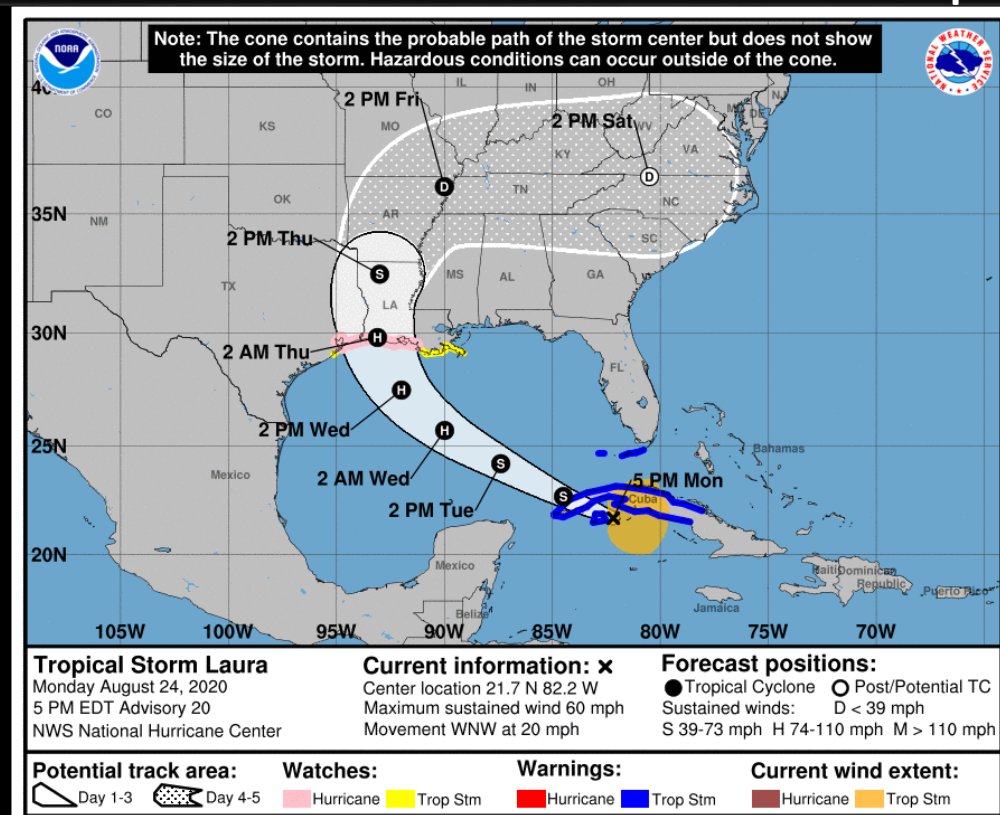 Note: The cone contains the probable path of the storm center but does not show
the size of the storm. Hazardous conditions can occur outside of the cone.
NOAA
NATIONAL WEATHER SERVICE
40
CO
KS
MO
IL
IN
OH
WV
VA
DE
KY
2 PM Fri
2 PM Sat
D
D
35N
NM
OK
AR
TN
NC
SC
2 PM Thu
S
TX
LA
MS
AL
GA
30N
2 AM Thu
H
FL
2 PM Wed
H
25N
2 AM Wed
H
Bahamas
Mexico
2 PM Tue
S
S
5 PM Mon
Cuba
20N
Mexico
Belize
Jamaica
Haiti
Dominican
Republic
Puerto Rico
105W 100W 95W 90W 85W 80W 75W 70W
Tropical Storm Laura
Monday August 24, 2020
5 PM EDT Advisory 20
NWS National Hurricane Center
Current information: x
Center location 21.7 N 82.2 W
Maximum sustained wind 60 mph
Movement WNW at 20 mph
Forecast positions:
Tropical Cyclone Post/Potential TC
Sustained winds: D < 39 mph
S 39-73 mph H 74-110 mph M > 110 mph
Potential track area:
Day 1-3 Day 4-5
Watches:
Hurricane Trop Stm
Warnings:
Hurricane Trop Stm
Current wind extent:
Hurricane Trop Stm